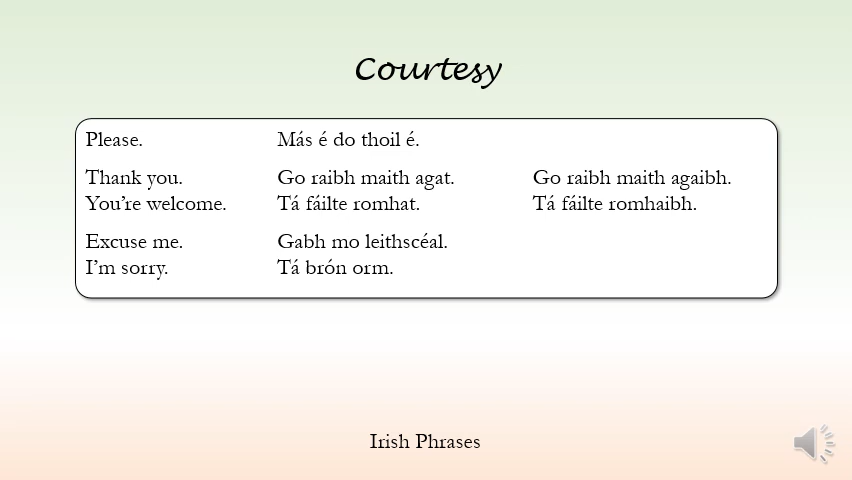 Courtesy
Please. Más é do thoil é.
Thank you. Go raibh maith agat. Go raibh maith agaibh.
You’re welcome. Tá fáilte romhat. Tá fáilte romhaibh.
Excuse me. Gabh mo leithscéal.
I’m sorry. Tá brón orm.
Irish Phrases